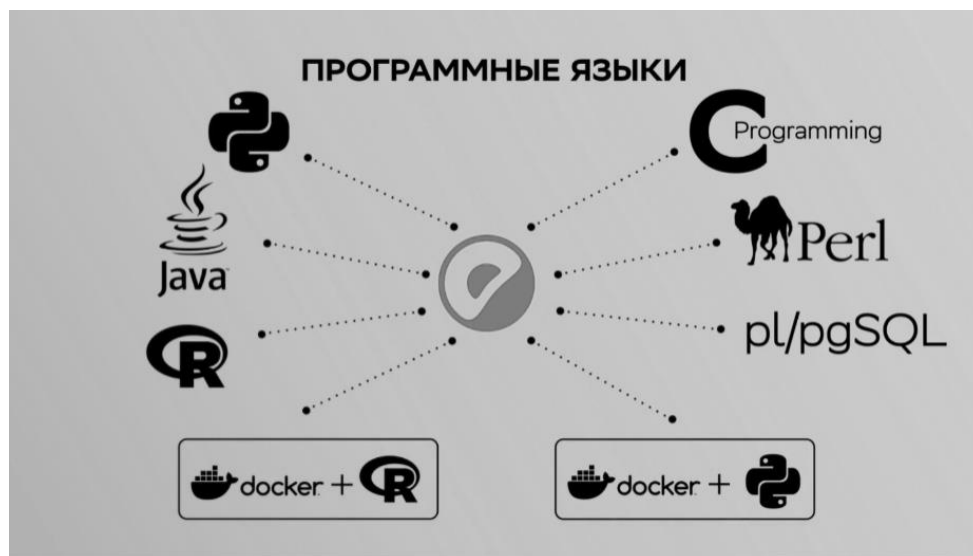 ПРОГРАММНЫЕ ЯЗЫКИ
C Programming
Java
Perl
R
pl/pgSQL
docker + R
docker +